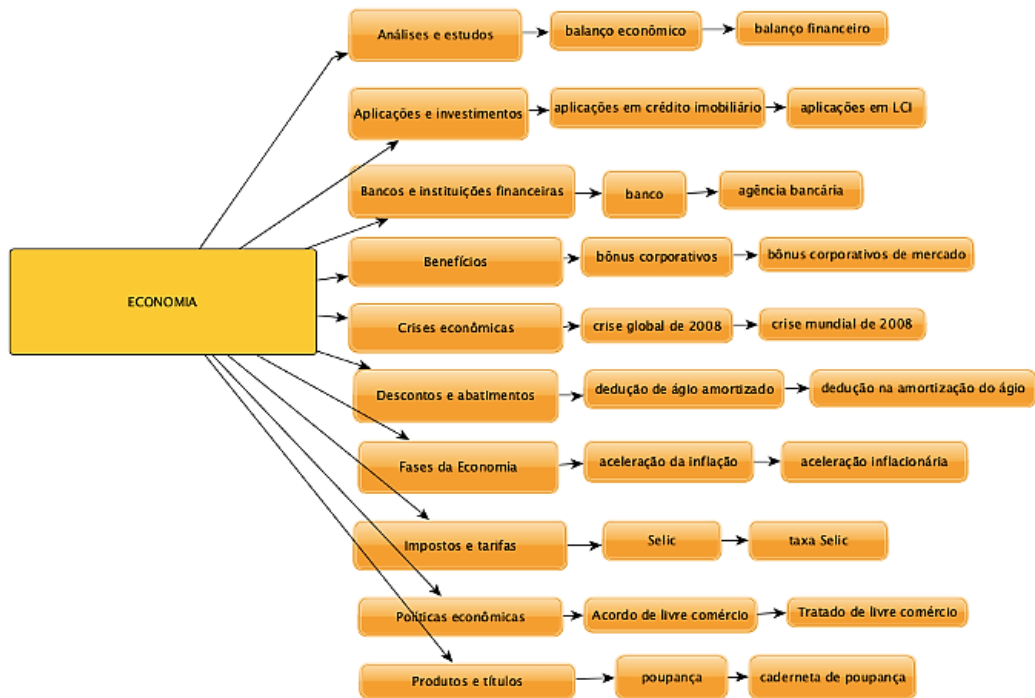 Análises e estudos
balanço econômico
balanço financeiro
Aplicações e investimentos
aplicações em crédito imobiliário
aplicações em LCI
Bancos e instituições financeiras
banco
agência bancária
Benefícios
bônus corporativos
bônus corporativos de mercado
ECONOMIA
Crises econômicas
crise global de 2008
crise mundial de 2008
Descontos e abatimentos
dedução de ágio amortizado
dedução na amortização do ágio
Fases da Economia
aceleração da inflação
aceleração inflacionária
Impostos e tarifas
Selic
taxa Selic
Políticas econômicas
Acordo de livre comércio
Tratado de livre comércio
Produtos e títulos
poupança
caderneta de poupança